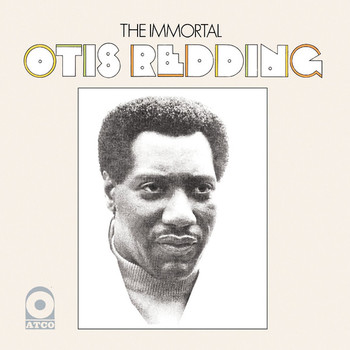 THE IMMORTAL
OTIS REDDING
ATCO